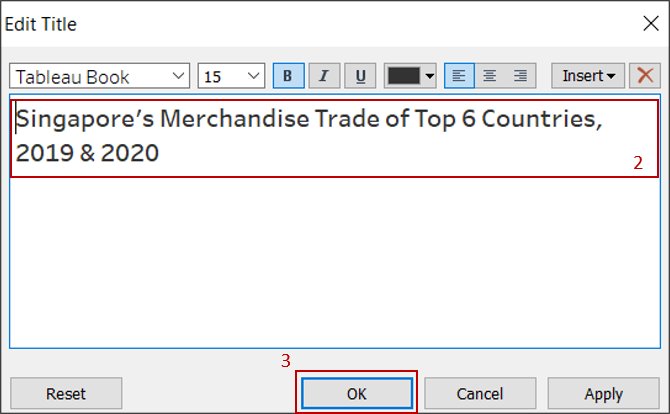 Edit Title
Tableau Book 15 B I U Insert
Singapore's Merchandise Trade of Top 6 Countries,
2019 & 2020
2
3
Reset OK Cancel Apply